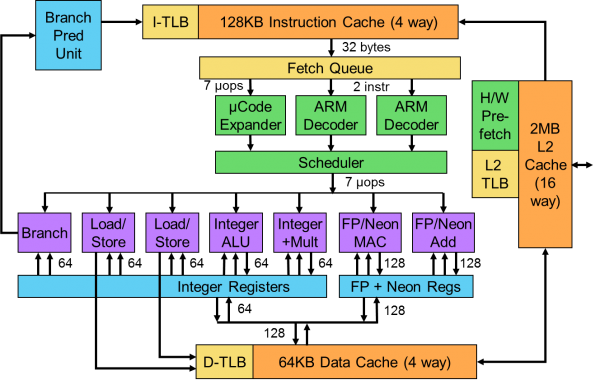 Branch
Pred
Unit
I-TLB
128KB Instruction Cache (4 way)
32 bytes
Fetch Queue
7 µops
2 instr
µCode
Expander
ARM
Decoder
ARM
Decoder
H/W
Pre-
fetch
L2
TLB
2MB
L2
Cache
(16
way)
Scheduler
7 µops
Branch
Load/
Store
Load/
Store
Integer
ALU
Integer
+Mult
FP/Neon
MAC
FP/Neon
Add
64
64
64
64
64
128
128
Integer Registers
FP + Neon Regs
64
128
128
D-TLB
64KB Data Cache (4 way)